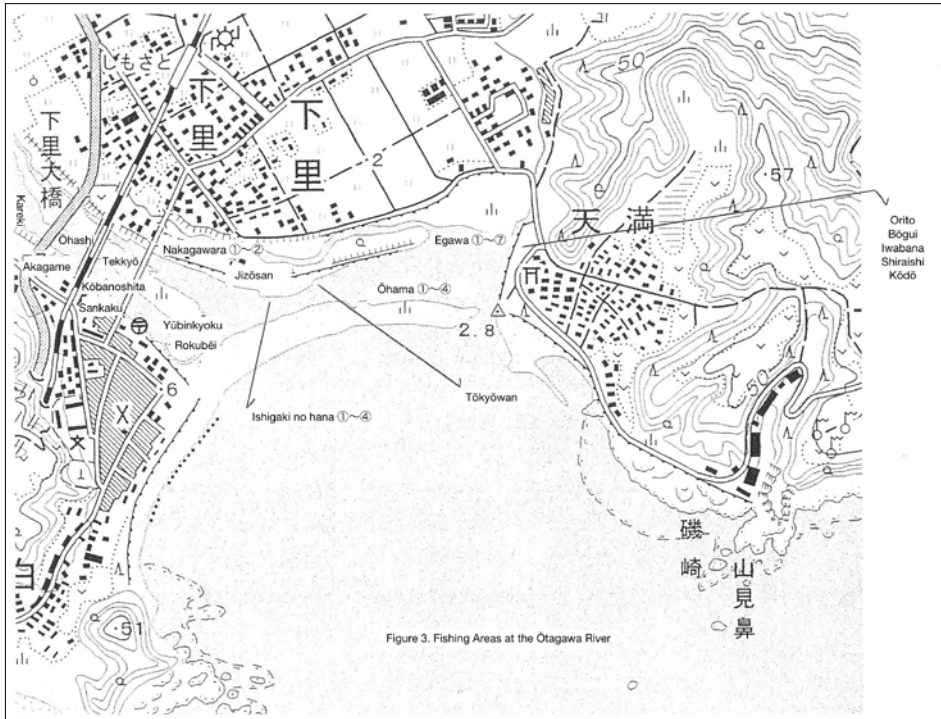 50
しもさと
下里
下里
下里大橋
2
57
天満
Orito
Bōgui
Iwabana
Shiraishi
Kōdō
Kareki
Ōhashi
Tekkyō
Nakagawara ①～②
Egawa ①～⑦
Akagame
Jizōsan
Kōbanoshita
Ōhama ①～④
Sankaku
Yūbinkyoku
2.8
Rokubēi
50
Tōkyōwan
6
Ishigaki no hana ①～④
磯崎
山見鼻
ヨ
51
Figure 3. Fishing Areas at the Ōtagawa River